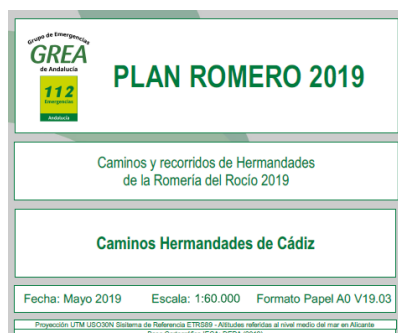 Grupo de Emergencias
GREA
de Andalucía
112
Emergencias
Andalucía
PLAN ROMERO 2019
Caminos y recorridos de Hermandades
de la Romería del Rocío 2019
Caminos Hermandades de Cádiz
Fecha: Mayo 2019 Escala: 1:60.000 Formato Papel A0 V19.03
Proyección UTM USO30N Sisitema de Referencia ETRS89 - Altitudes referidas al nivel medio del mar en Alicante